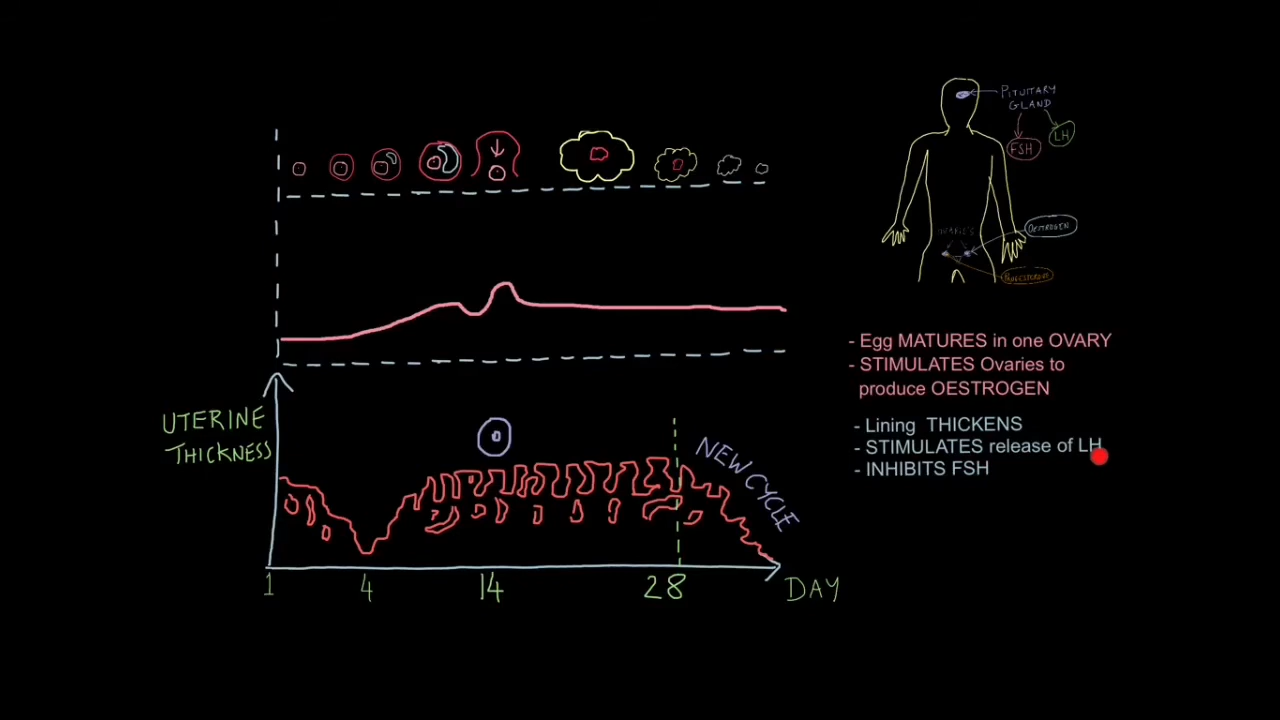 PITUITARY
GLAND
FSH
LH
OVARIES
OESTROGEN
PROGESTERONE
- Egg MATURES in one OVARY
- STIMULATES Ovaries to
produce OESTROGEN
- Lining THICKENS
- STIMULATES release of LH
- INHIBITS FSH
UTERINE
THICKNESS
NEW CYCLE
1
4
14
28
DAY